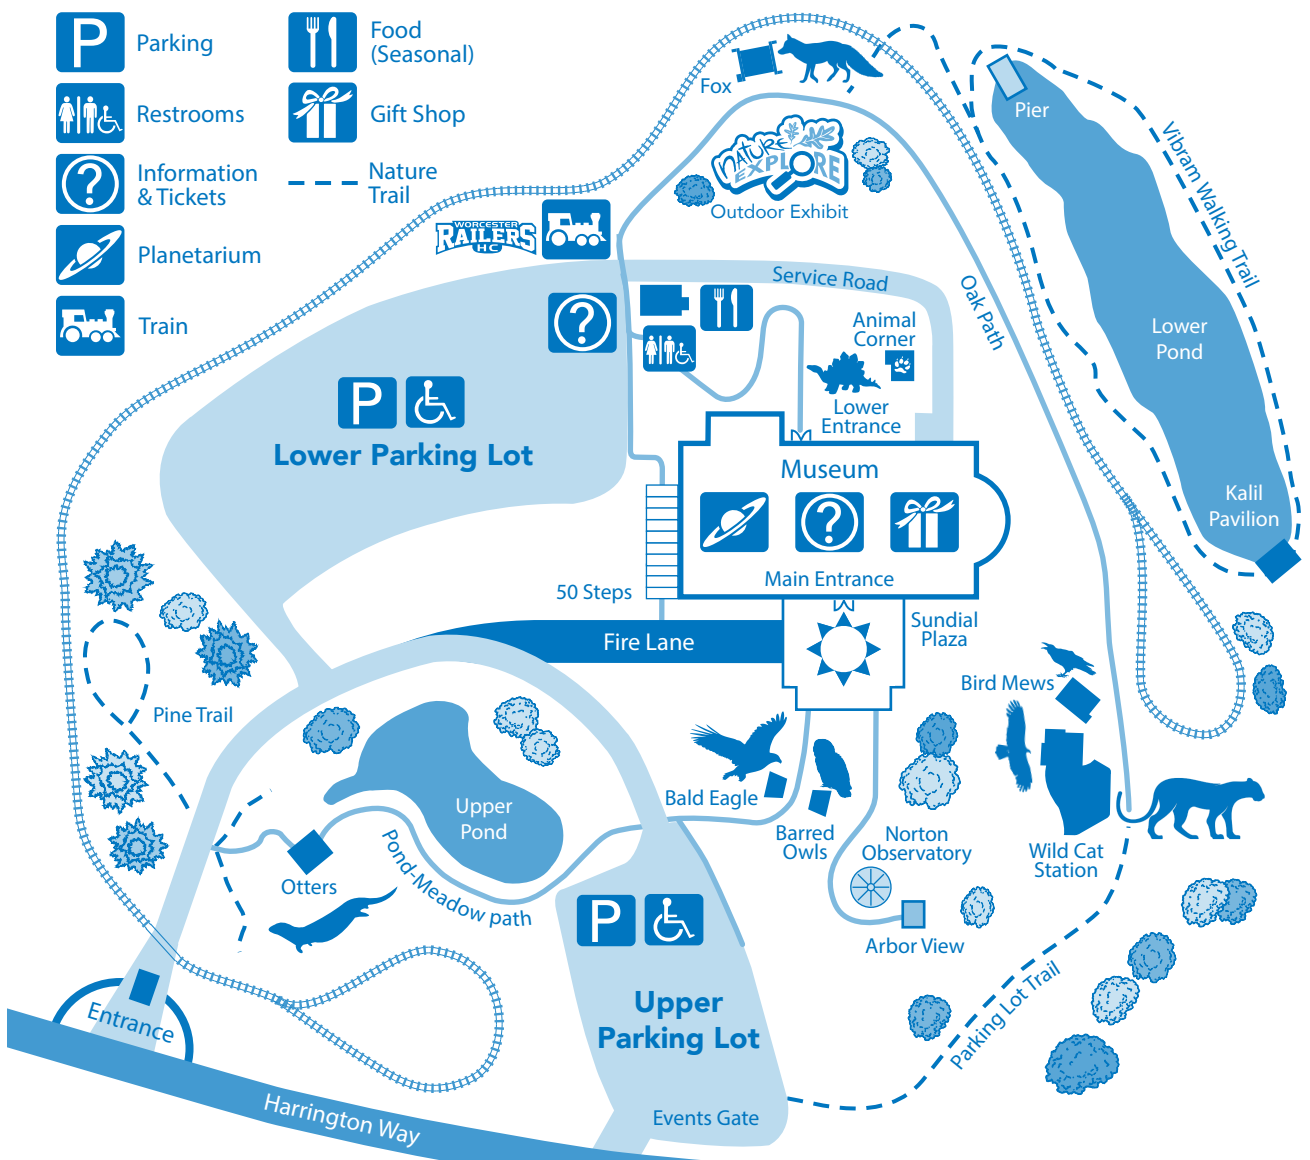 P Parking
Food
(Seasonal)
Restrooms
Gift Shop
? Information
& Tickets
Nature
Trail
Planetarium
Train
Fox
Pier
Vibram Walking Trail
NATURE
EXPLORE
Outdoor Exhibit
WORCESTER
RAILERS
HC
Service Road
Oak Path
?
Animal
Corner
Lower
Pond
P
Lower
Entrance
Lower Parking Lot
Museum
Kalil
Pavilion
?
Main Entrance
50 Steps
Sundial
Plaza
Fire Lane
Bird Mews
Pine Trail
Bald Eagle
Upper
Pond
Barred
Owls
Norton
Observatory
Wild Cat
Station
Pond-Meadow path
Otters
P
Arbor View
Upper
Parking Lot
Parking Lot Trail
Entrance
Events Gate
Harrington Way